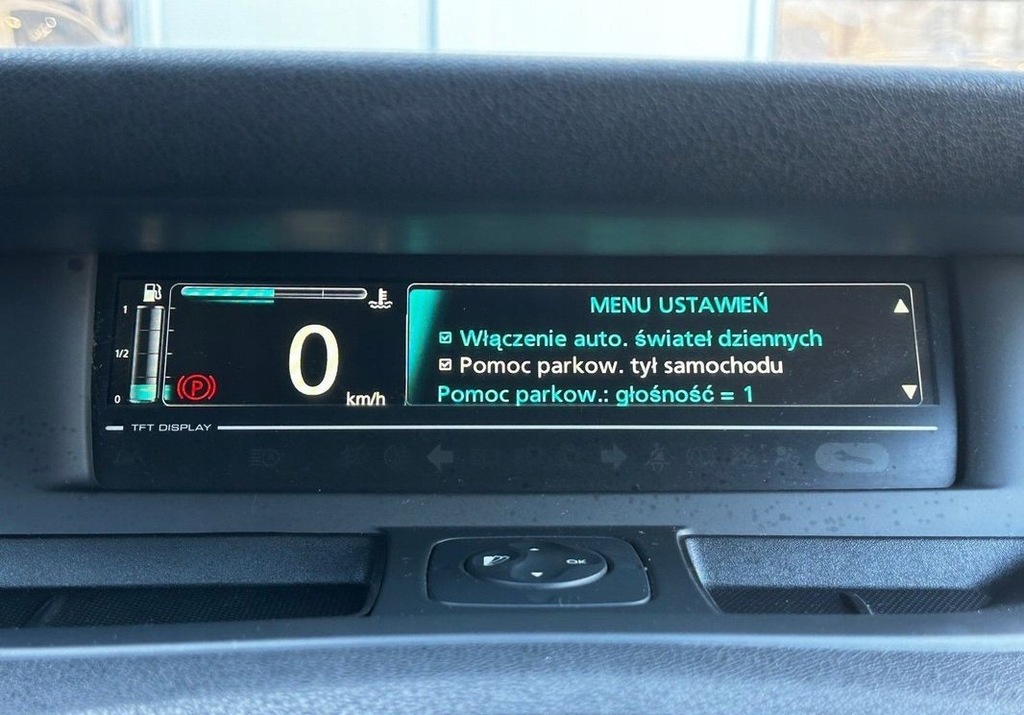 MENU USTAWIEŃ
1
Włączenie auto. świateł dziennych
1/2
Pomoc parkow. tył samochodu
0
0
km/h
Pomoc parkow.: głośność = 1
P
TFT DISPLAY
OK